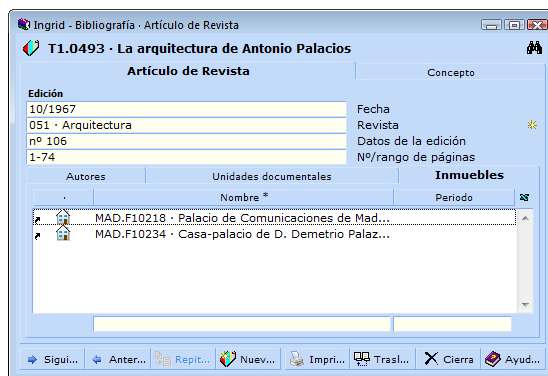 Ingrid - Bibliografía · Artículo de Revista
T1.0493 · La arquitectura de Antonio Palacios
Artículo de Revista Concepto
Edición
10/1967 Fecha
051 · Arquitectura Revista
nº 106 Datos de la edición
1-74 Nº/rango de páginas
Autores Unidades documentales Inmuebles
· Nombre * Periodo
MAD.F10218 · Palacio de Comunicaciones de Mad...
MAD.F10234 · Casa-palacio de D. Demetrio Palaz...
Sigui... Anter... Repit... Nuev... Impri... Trasl... Cierra Ayud...